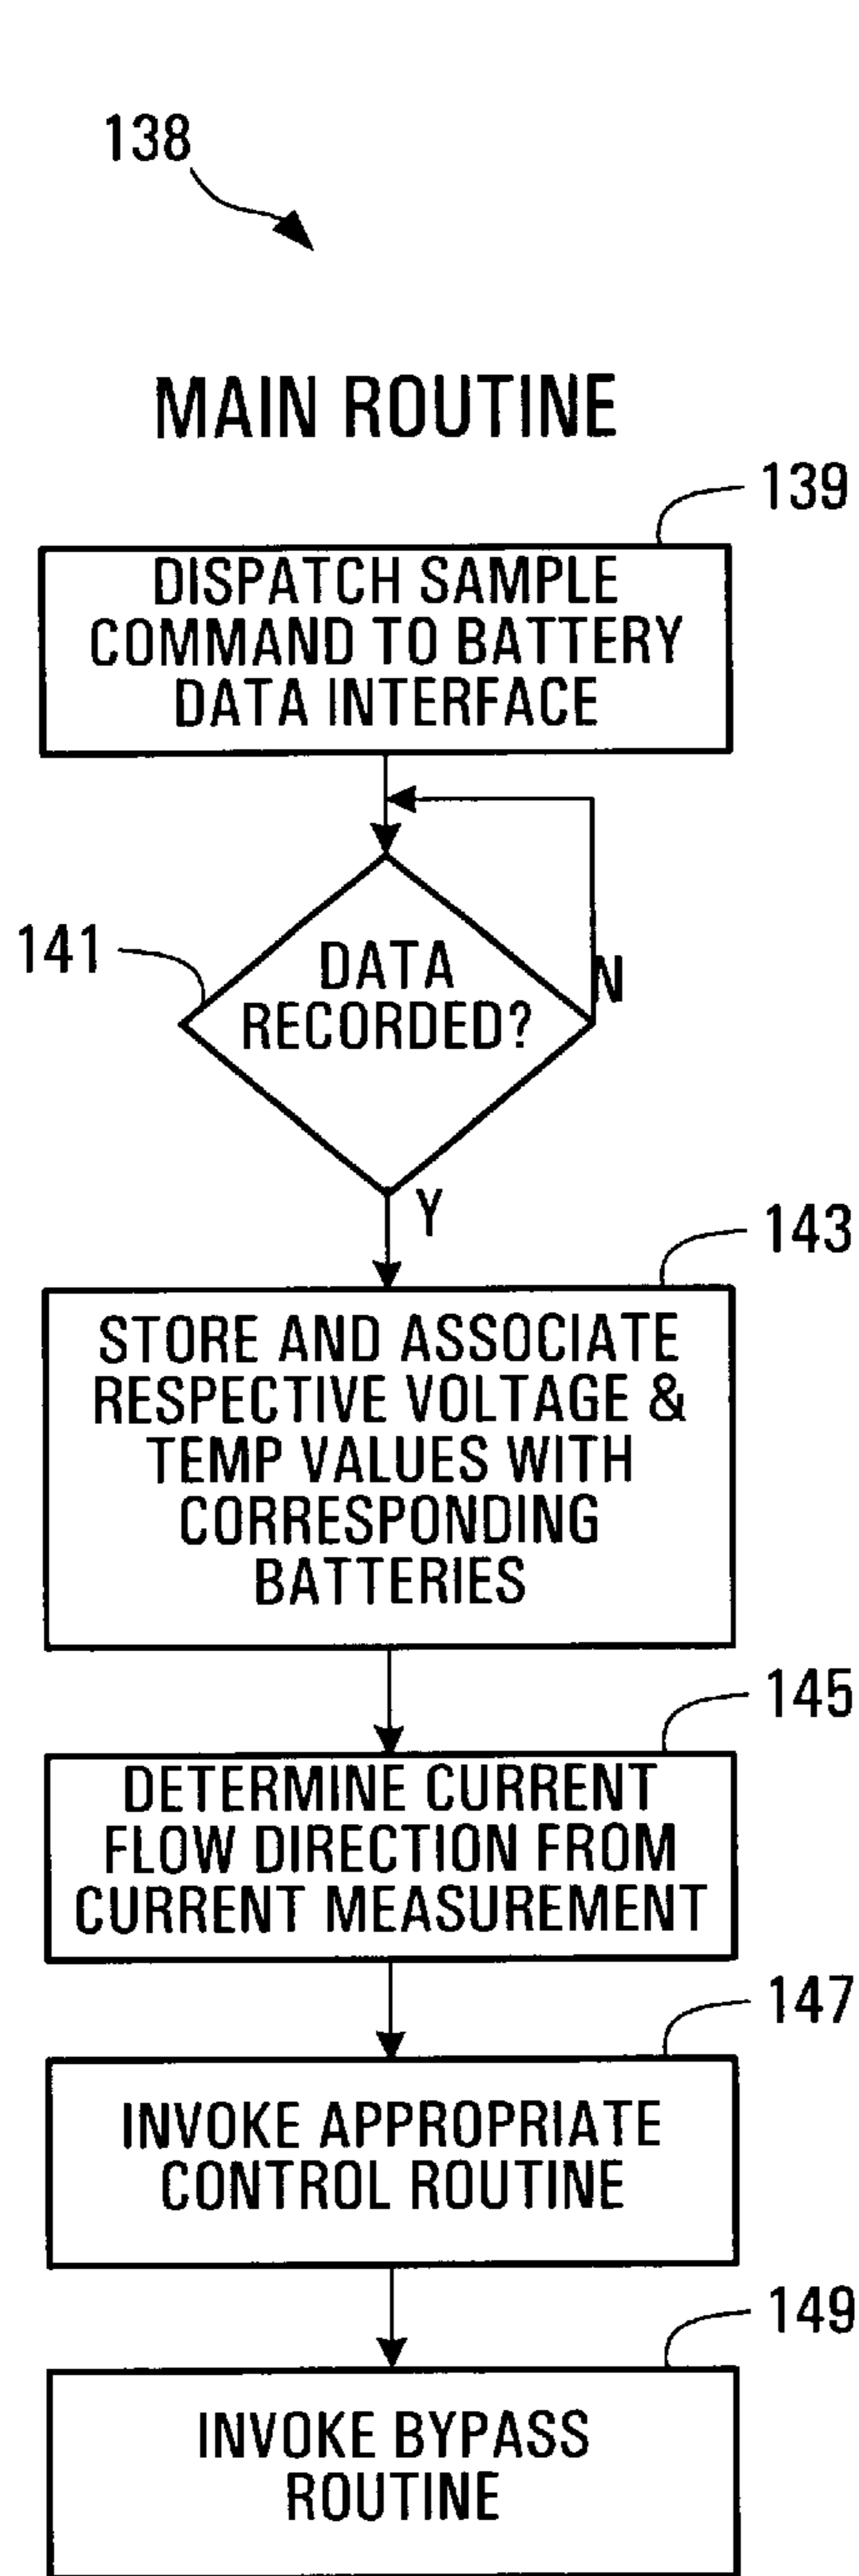 138
MAIN ROUTINE
139
DISPATCH SAMPLE
COMMAND TO BATTERY
DATA INTERFACE
141
DATA
RECORDED?
N
Y
143
STORE AND ASSOCIATE
RESPECTIVE VOLTAGE &
TEMP VALUES WITH
CORRESPONDING
BATTERIES
145
DETERMINE CURRENT
FLOW DIRECTION FROM
CURRENT MEASUREMENT
147
INVOKE APPROPRIATE
CONTROL ROUTINE
149
INVOKE BYPASS
ROUTINE